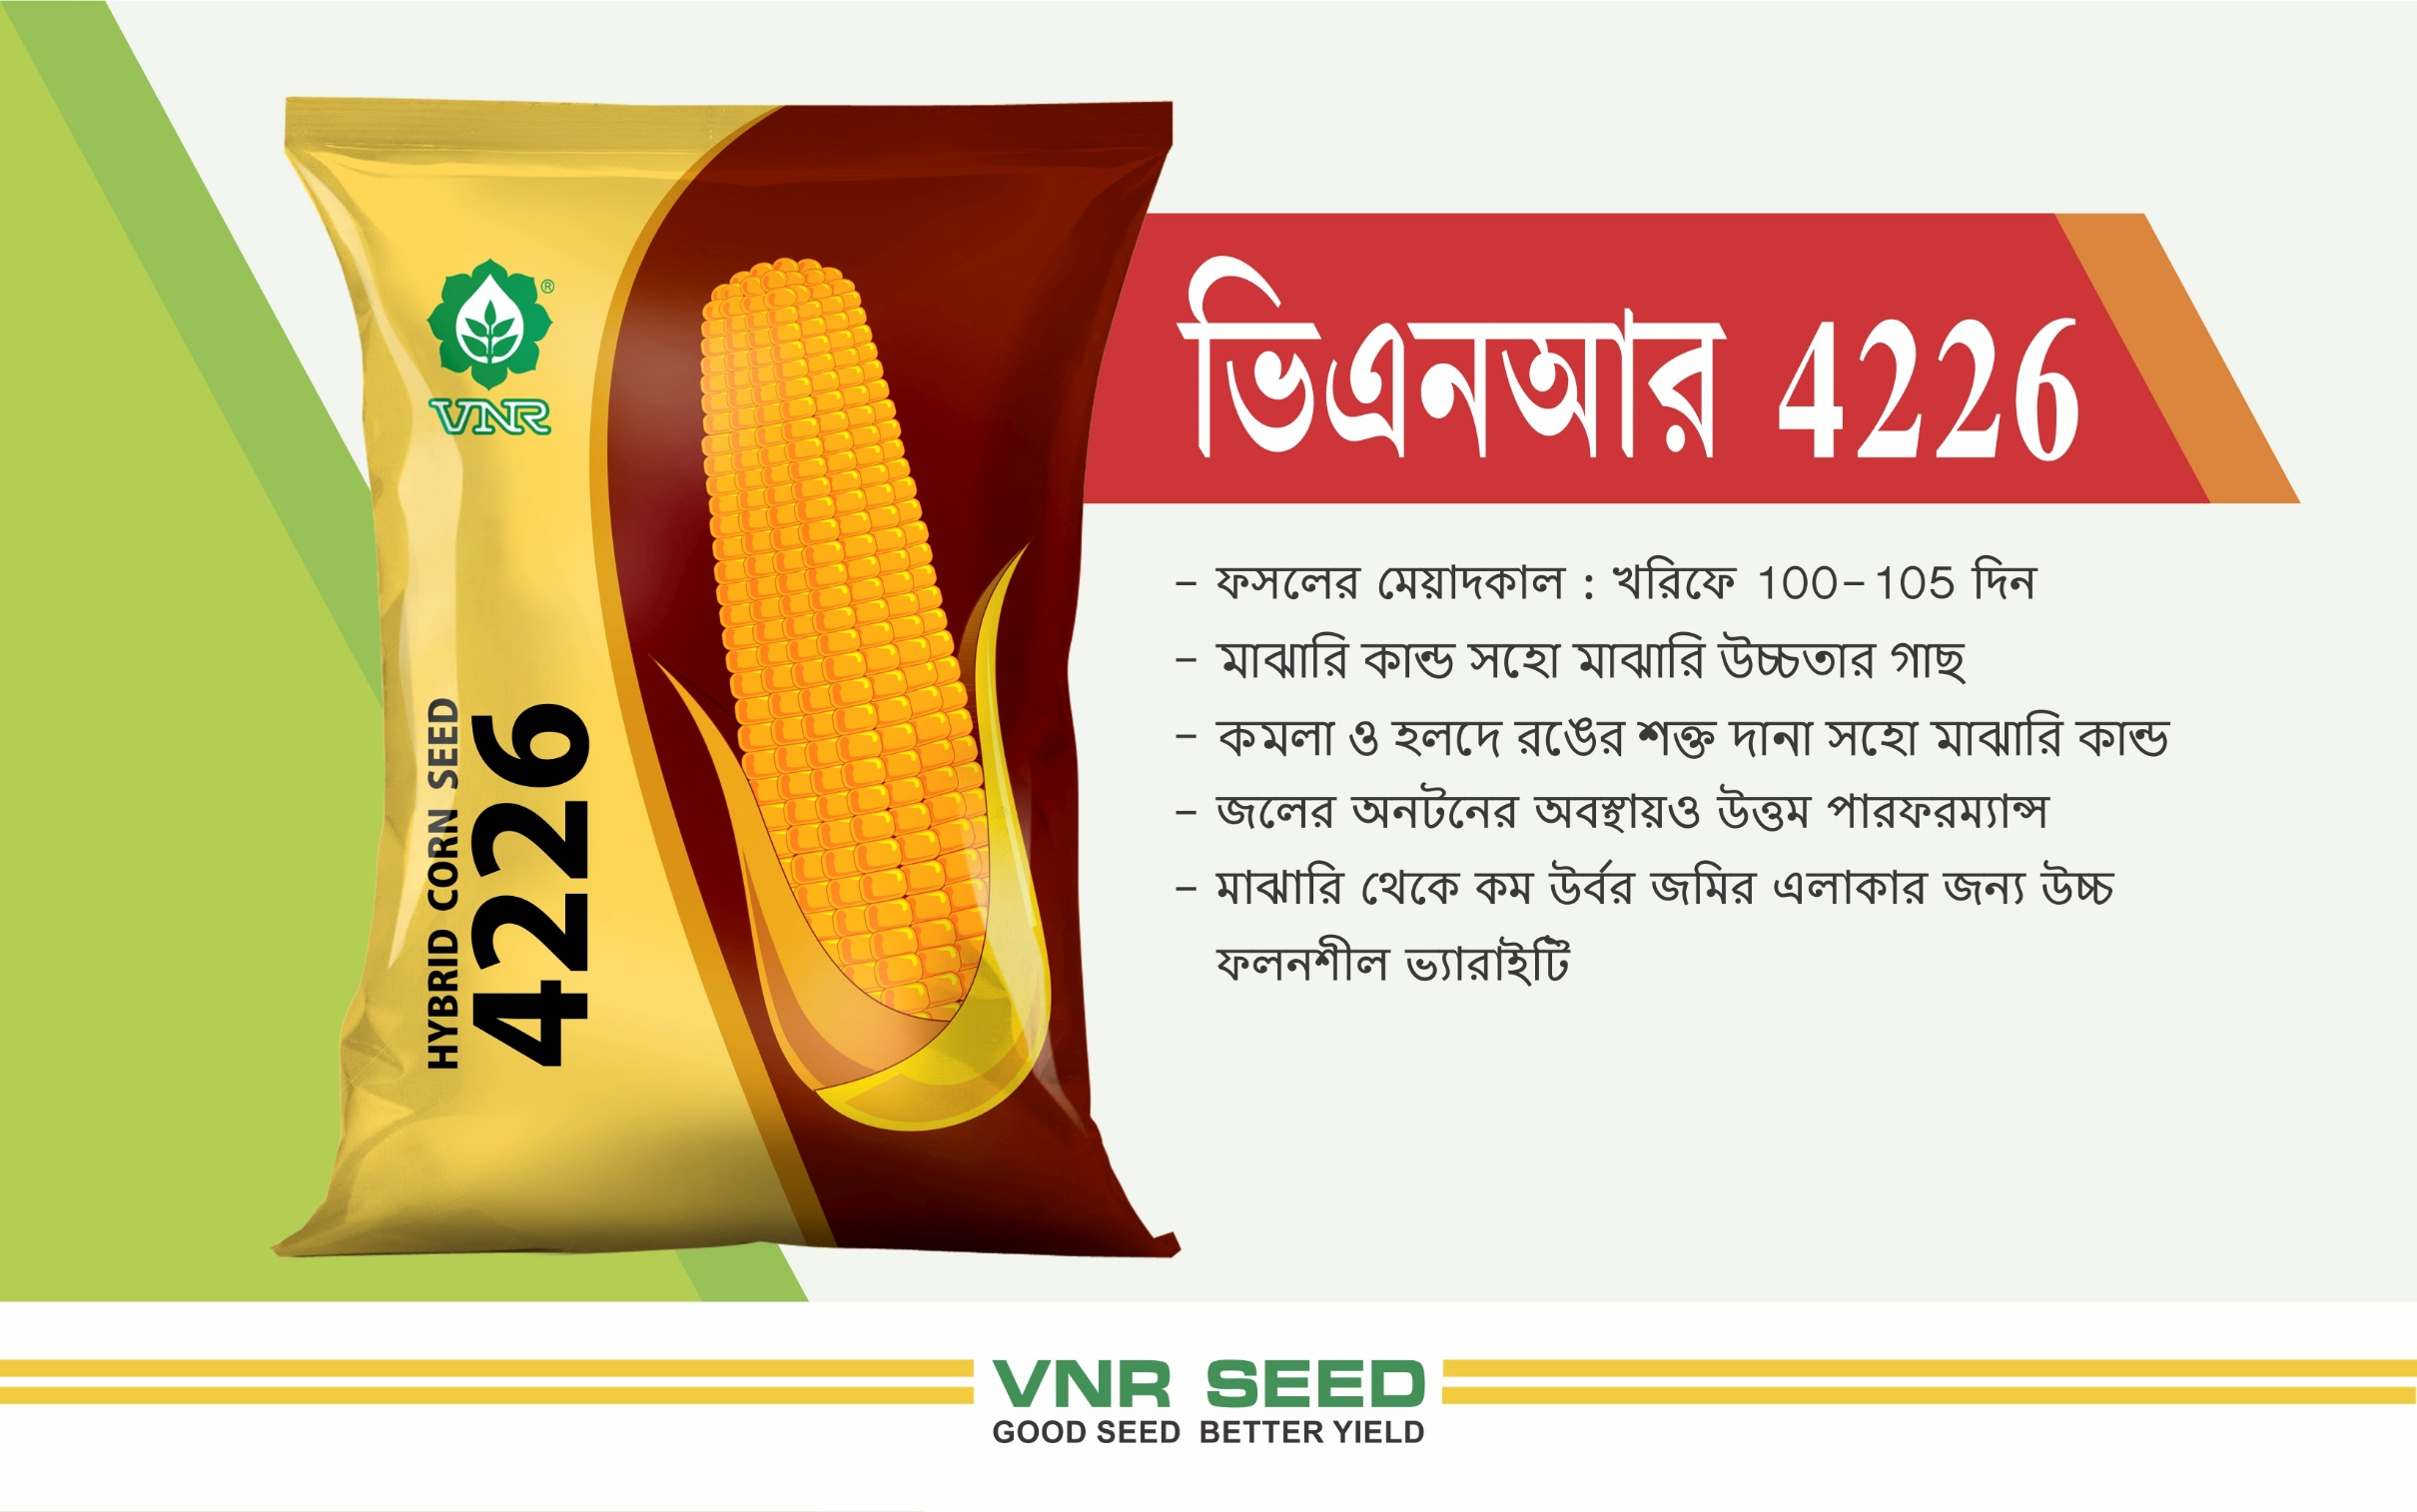 ®
VNR
HYBRID CORN SEED
4226
ভিএনআর 4226
– ফসলের মেয়াদকাল : খরিফে 100-105 দিন
– মাঝারি কান্ড সহো মাঝারি উচ্চতার গাছ
– কমলা ও হলদে রঙের শক্ত দানা সহো মাঝারি কান্ড
– জলের অনটনের অবস্থায়ও উত্তম পারফরম্যান্স
– মাঝারি থেকে কম উর্বর জমির এলাকার জন্য উচ্চ
ফলনশীল ভ্যারাইটি
VNR SEED
GOOD SEED BETTER YIELD